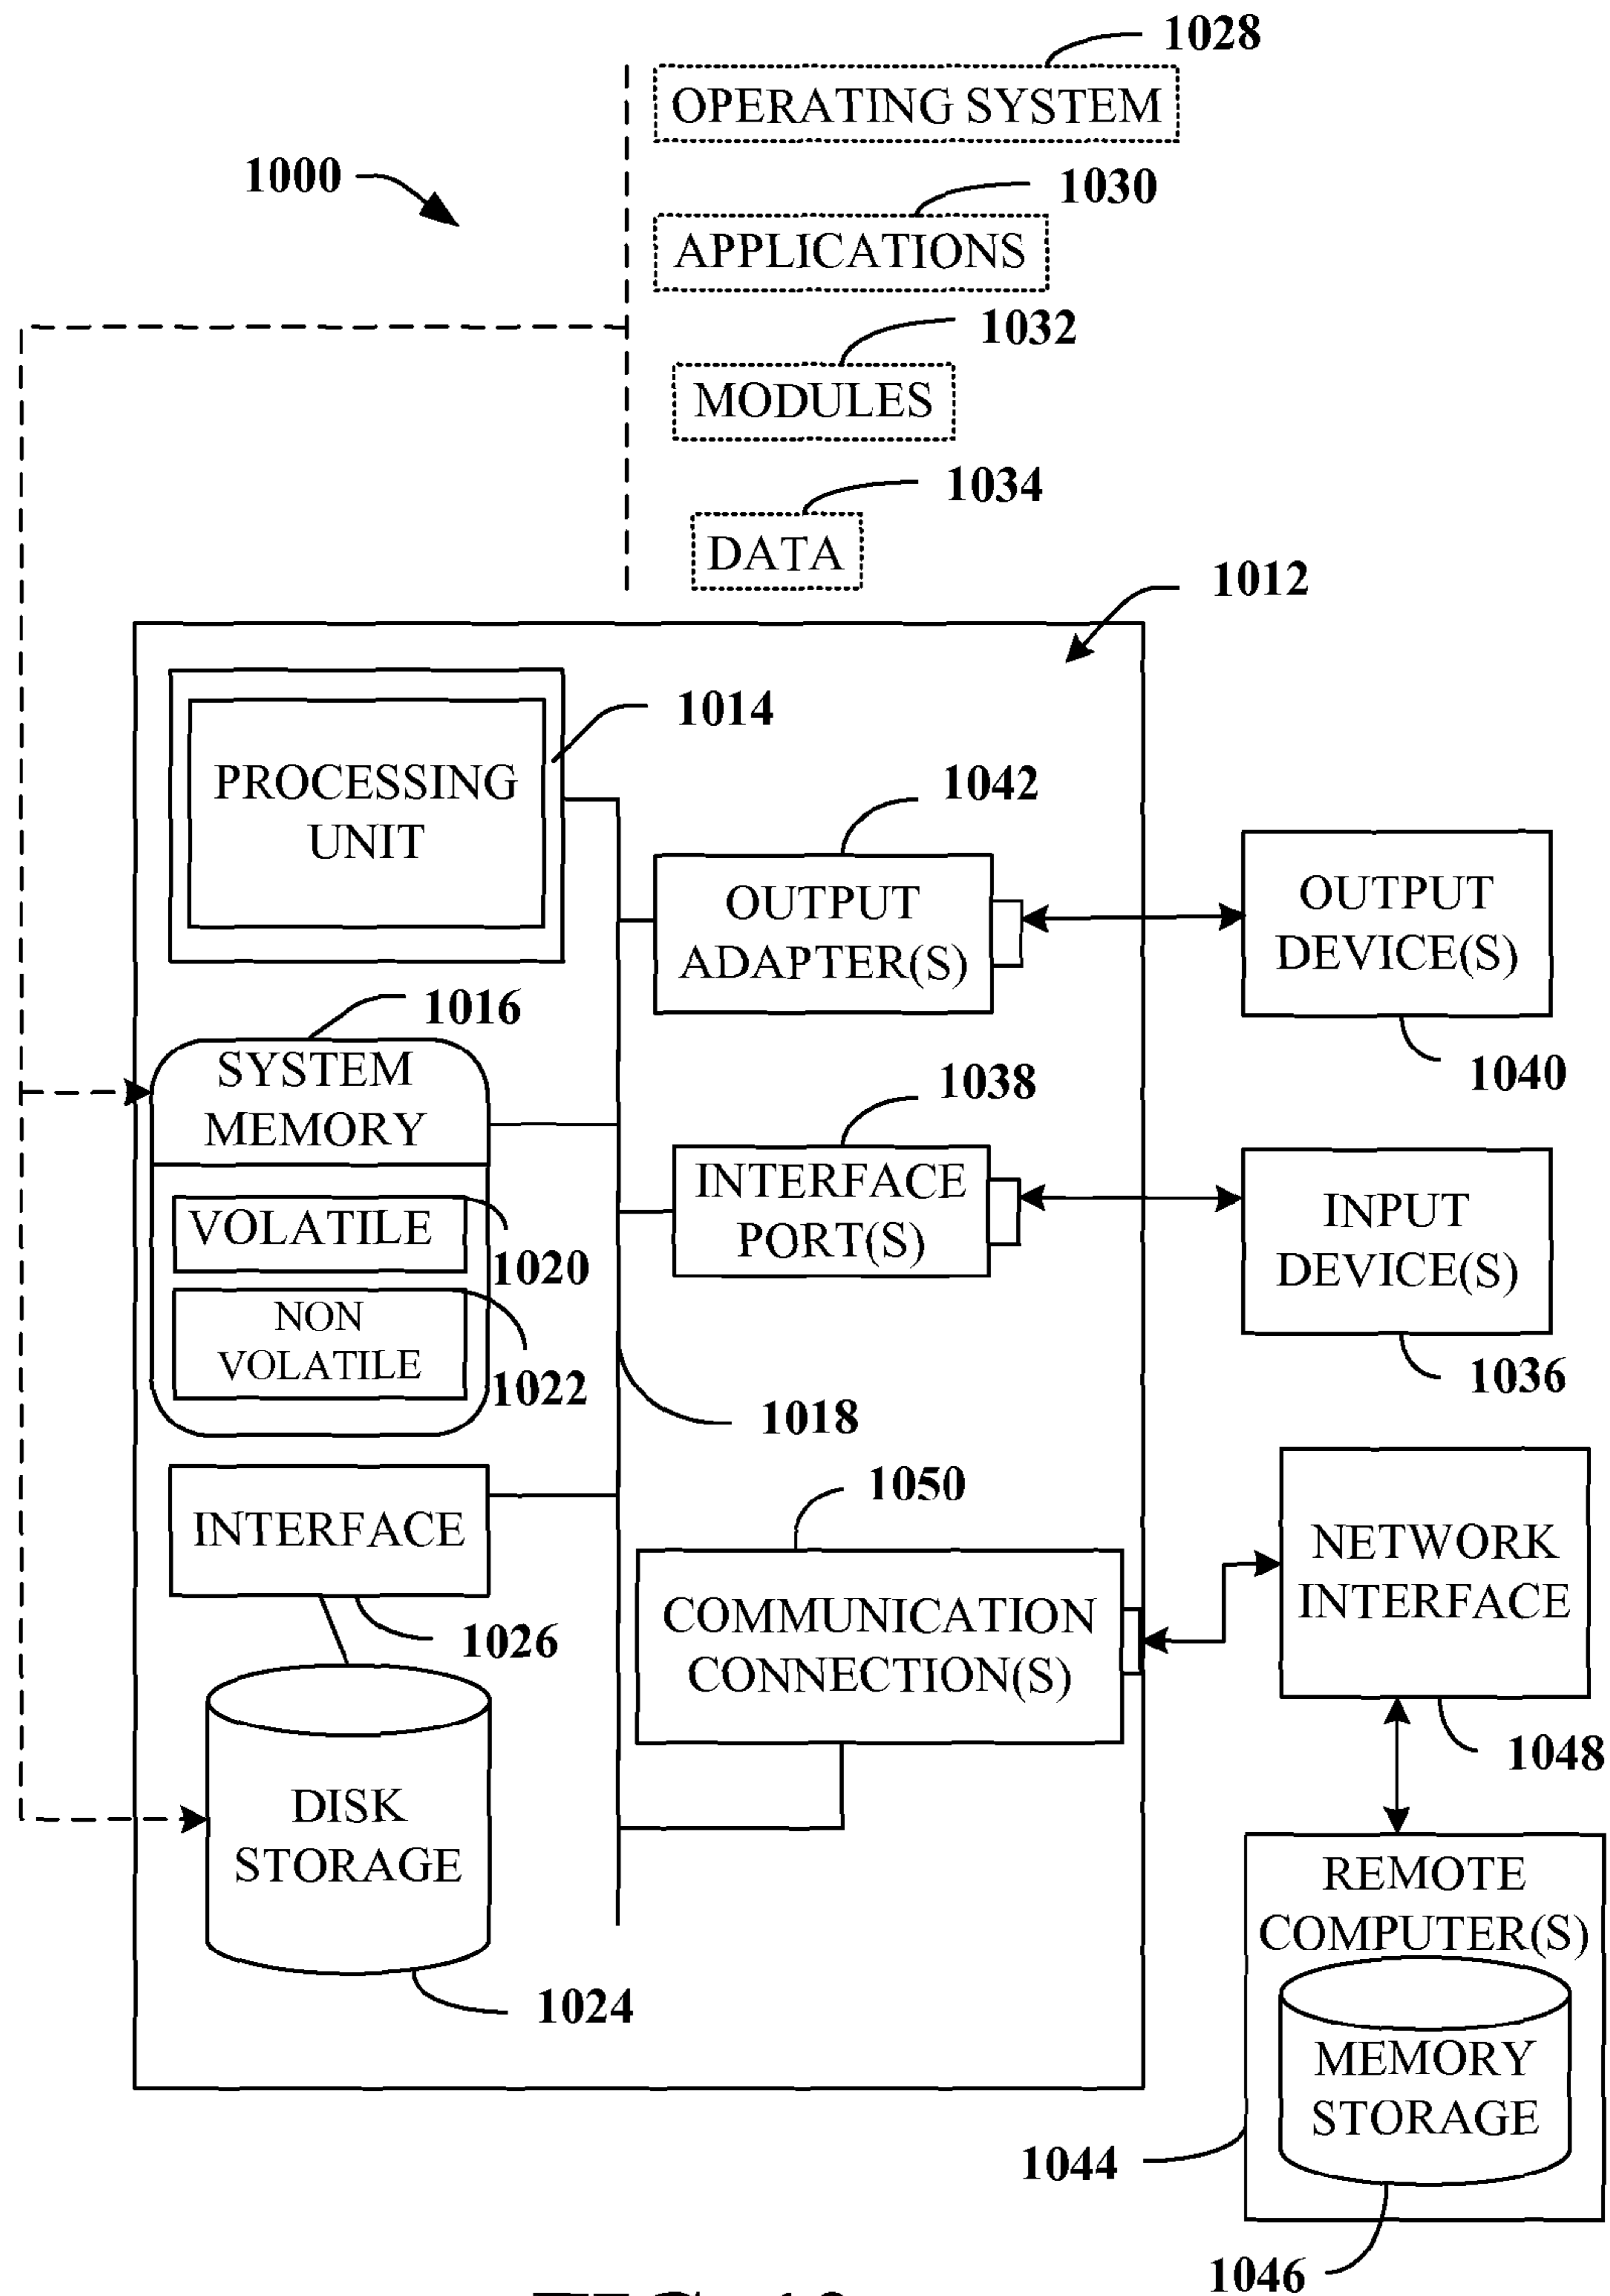 1028
OPERATING SYSTEM
1000
1030
APPLICATIONS
1032
MODULES
1034
DATA
1012
1014
PROCESSING
UNIT
1042
OUTPUT
ADAPTER(S)
OUTPUT
DEVICE(S)
1040
1016
SYSTEM
MEMORY
1038
INTERFACE
PORT(S)
INPUT
DEVICE(S)
1036
VOLATILE
1020
NON
VOLATILE
1022
1018
1050
INTERFACE
1026
COMMUNICATION
CONNECTION(S)
NETWORK
INTERFACE
1048
DISK
STORAGE
1024
REMOTE
COMPUTER(S)
MEMORY
STORAGE
1044
1046